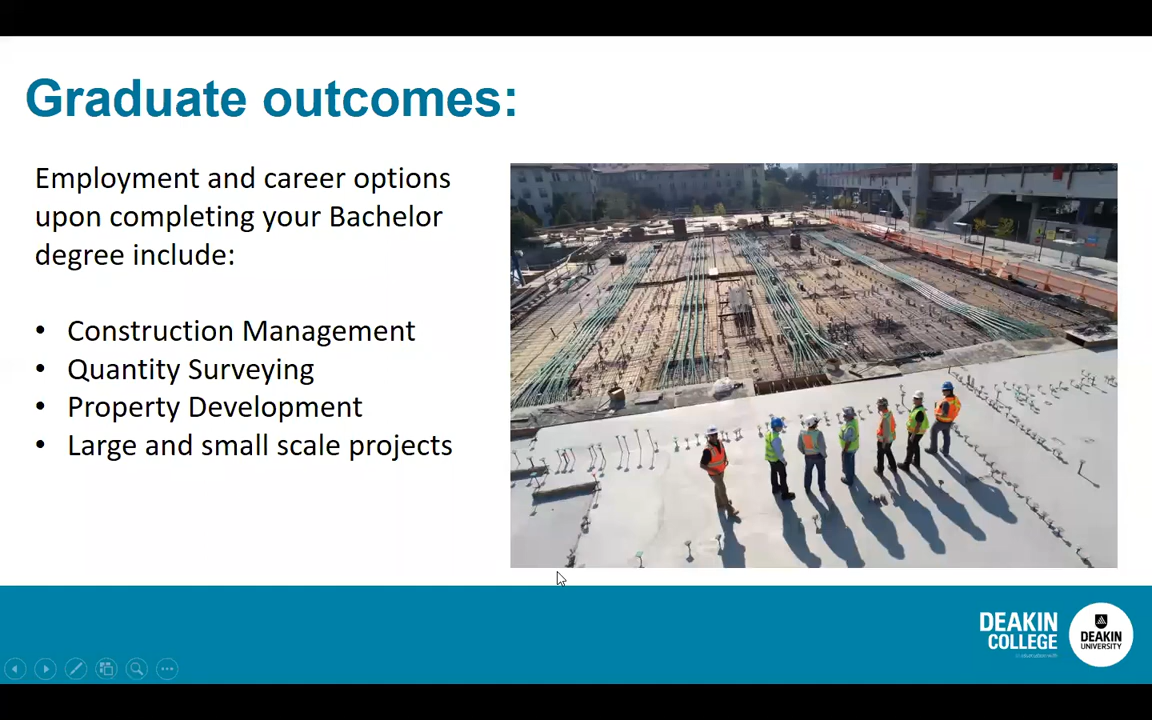 Graduate outcomes:
Employment and career options
upon completing your Bachelor
degree include:
• Construction Management
• Quantity Surveying
• Property Development
• Large and small scale projects
DEAKIN
COLLEGE
DEAKIN
UNIVERSITY